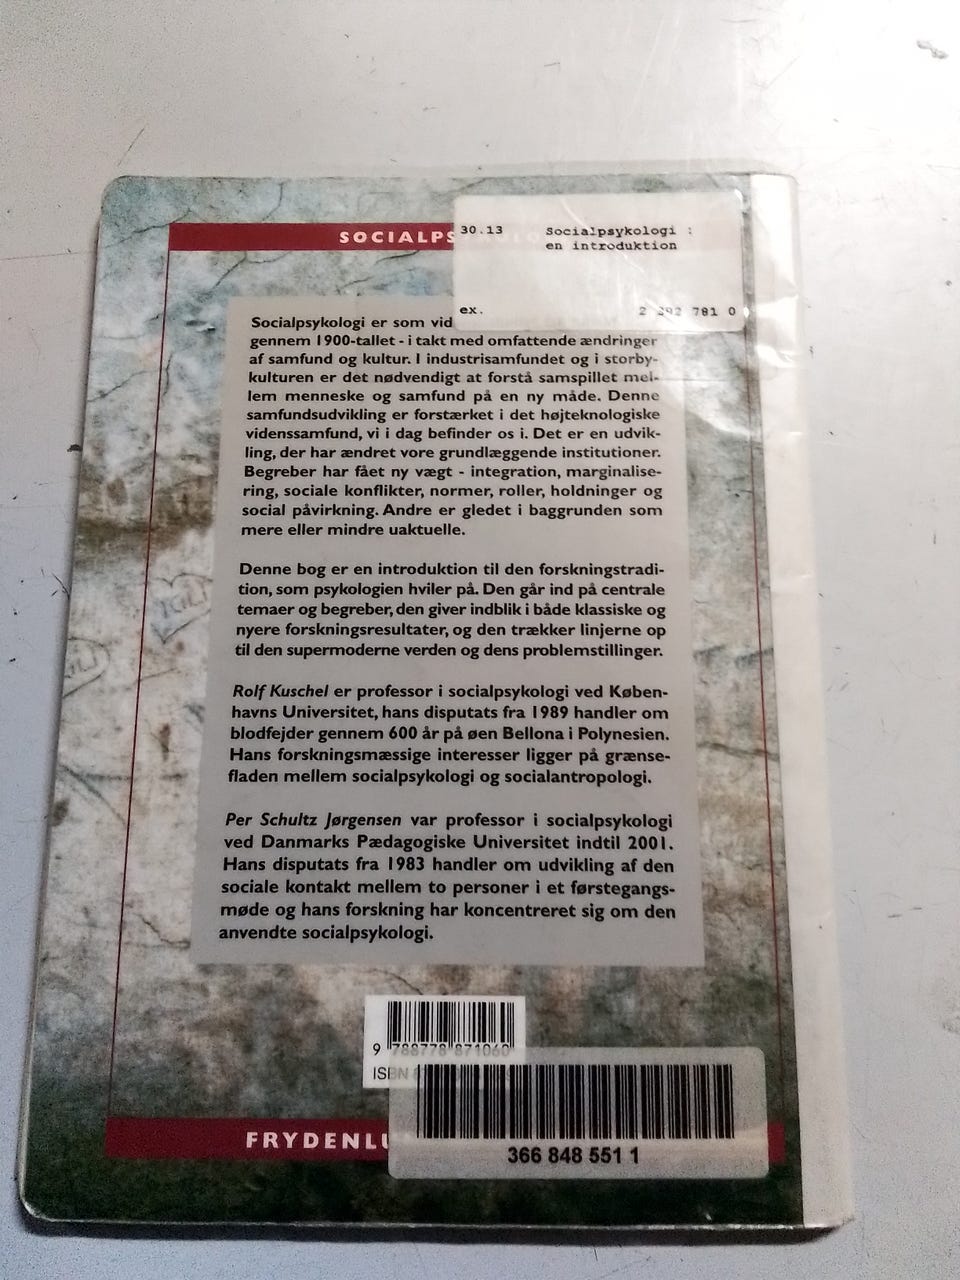 SOCIALPS
30.13 Socialpsykologi :
en introduktion
ex. 2 292 781 0
Socialpsykologi er som vid
gennem 1900-tallet - i takt med omfattende ændringer
af samfund og kultur. I industrisamfundet og i storby-
kulturen er det nødvendigt at forstå samspillet mel-
lem menneske og samfund på en ny måde. Denne
samfundsudvikling er forstærket i det højteknologiske
videnssamfund, vi i dag befinder os i. Det er en udvik-
ling, der har ændret vore grundlæggende institutioner.
Begreber har fået ny vægt - integration, marginalise-
ring, sociale konflikter, normer, roller, holdninger og
social påvirkning. Andre er gledet i baggrunden som
mere eller mindre uaktuelle.
Denne bog er en introduktion til den forskningstradi-
tion, som psykologien hviler på. Den går ind på centrale
temaer og begreber, den giver indblik i både klassiske og
nyere forskningsresultater, og den trækker linjerne op
til den supermoderne verden og dens problemstillinger.
Rolf Kuschel er professor i socialpsykologi ved Køben-
havns Universitet, hans disputats fra 1989 handler om
blodfejder gennem 600 år på øen Bellona i Polynesien.
Hans forskningsmæssige interesser ligger på grænse-
fladen mellem socialpsykologi og socialantropologi.
Per Schultz Jørgensen var professor i socialpsykologi
ved Danmarks Pædagogiske Universitet indtil 2001.
Hans disputats fra 1983 handler om udvikling af den
sociale kontakt mellem to personer i et førstegangs-
møde og hans forskning har koncentreret sig om den
anvendte socialpsykologi.
9 788778 871060
ISBN
366 848 551 1
FRYDENLU